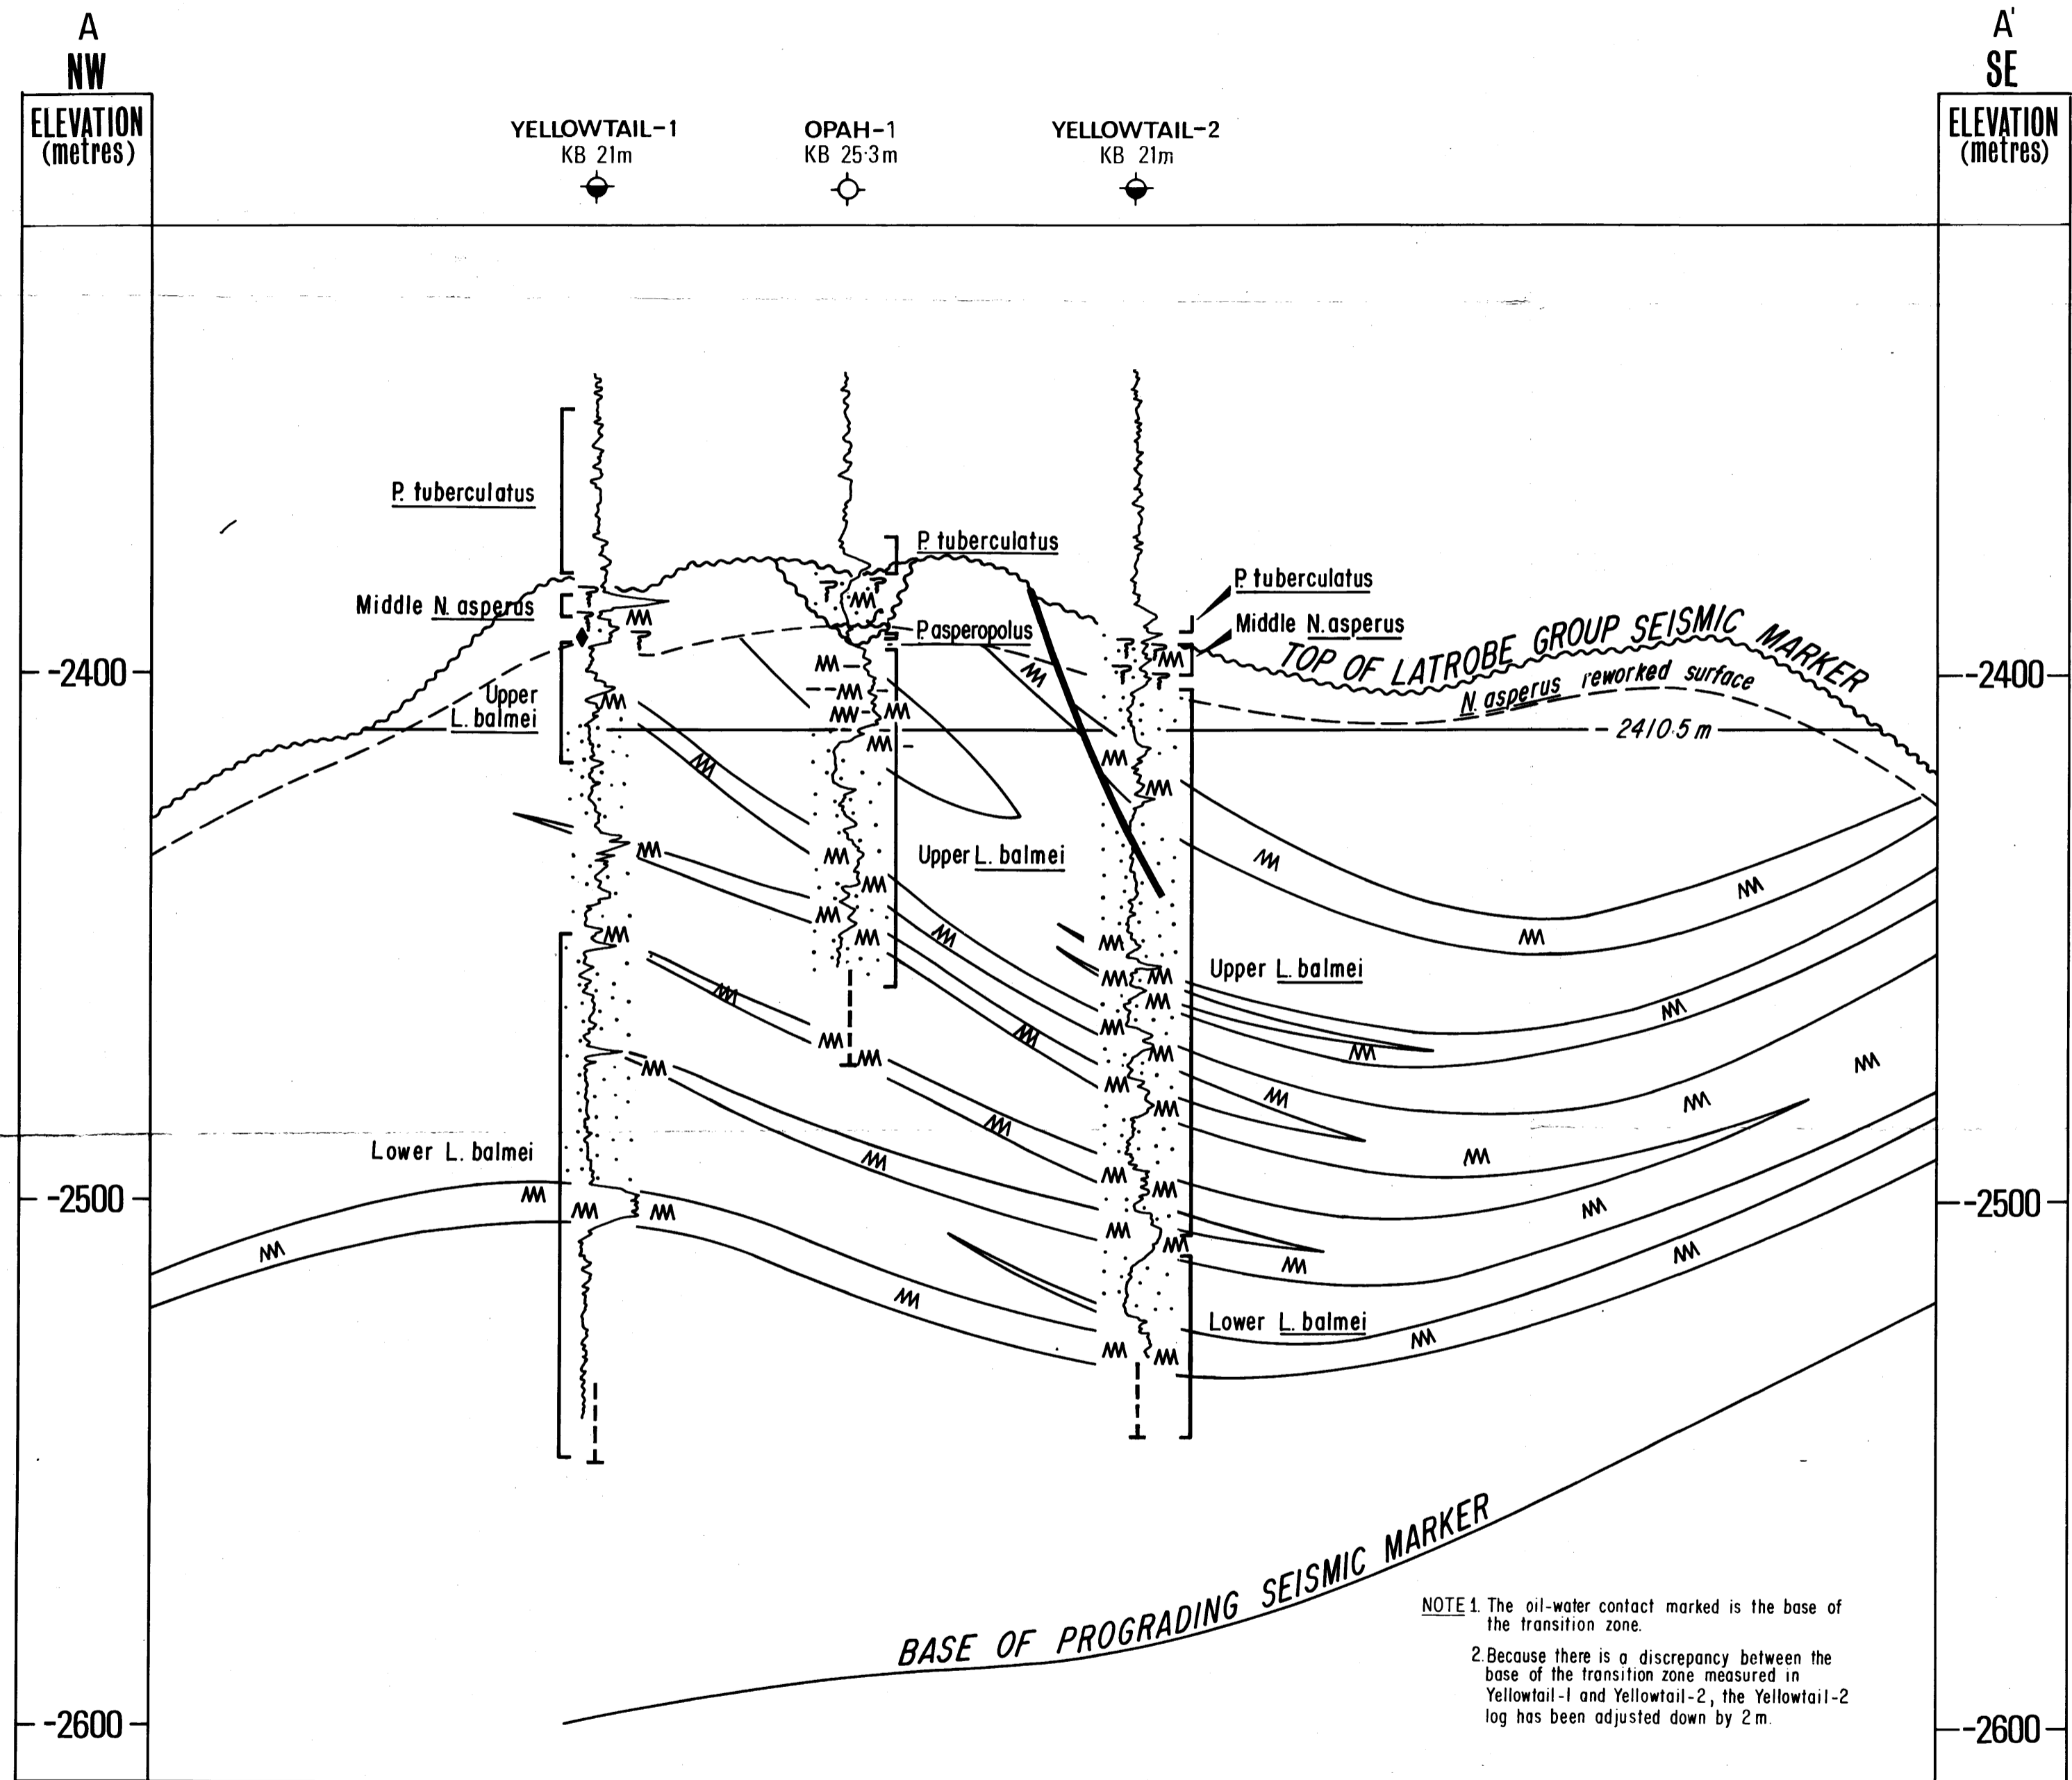 A
NW
ELEVATION
(metres)
A'
SE
ELEVATION
(metres)
YELLOWTAIL-1
KB 21m
OPAH-1
KB 25·3m
YELLOWTAIL-2
KB 21m
P. tuberculatus
Middle N. asperus
Upper
L. balmei
Lower L. balmei
P. tuberculatus
P. asperopolus
Upper L. balmei
P. tuberculatus
Middle N. asperus
Upper L. balmei
Lower L. balmei
TOP OF LATROBE GROUP SEISMIC MARKER
N. asperus reworked surface
2410·5 m
-2400
-2400
-2500
-2500
-2600
-2600
BASE OF PROGRADING SEISMIC MARKER
NOTE 1. The oil-water contact marked is the base of
the transition zone.
2. Because there is a discrepancy between the
base of the transition zone measured in
Yellowtail-1 and Yellowtail-2, the Yellowtail-2
log has been adjusted down by 2 m.